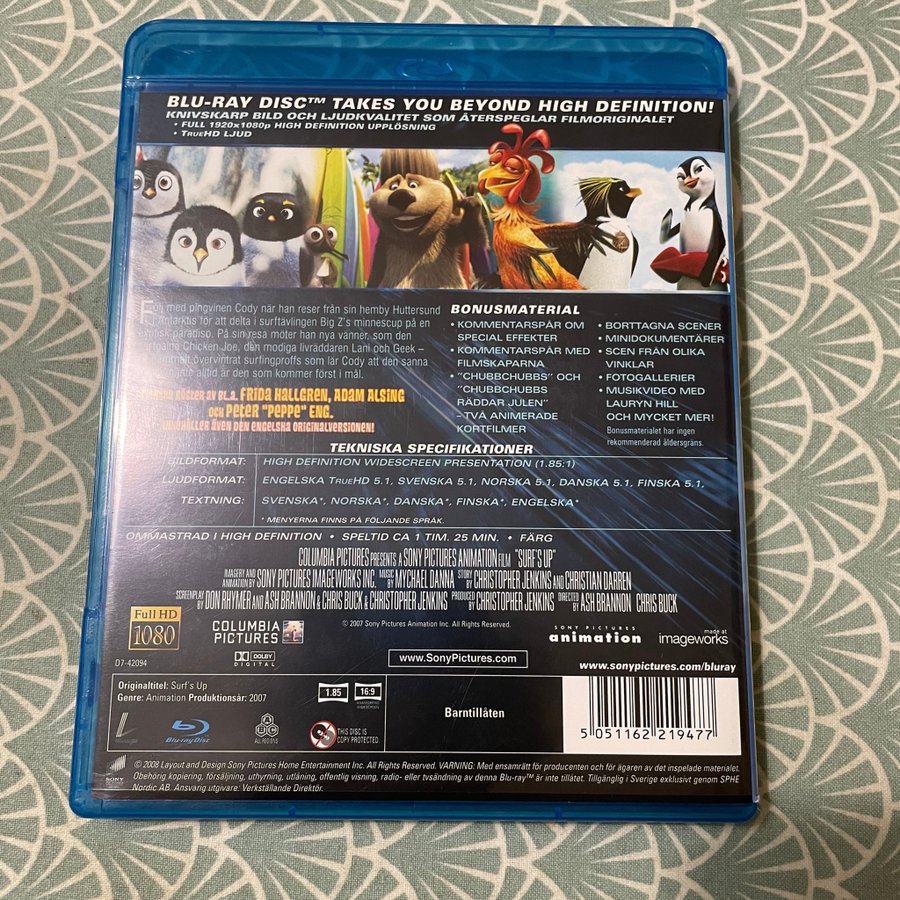 BLU-RAY DISC™ TAKES YOU BEYOND HIGH DEFINITION!
KNIVSKARP BILD OCH LJUDKVALITET SOM ÅTERSPEGLAR FILMORIGINALET
• FULL 1920x1080p HIGH DEFINITION UPPLÖSNING
• TRUEHD LJUD
med pingvinen Cody när han reser från sin hemby Huttersund
Antarktis för att delta i surftävlingen Big Z's minnescup på en
paradisö. På sin resa möter han nya vänner, som den
Chicken Joe, den modiga livräddaren Lani och Geek –
övervintrat surfingproffs som lär Cody att den sanna
inte alltid är den som kommer först i mål.
RÖSTER AV BL.A. FRIDA HALLGREN, ADAM ALSING
OCH PETER "PEPPE" ENG.
INNEHÅLLER ÄVEN DEN ENGELSKA ORIGINALVERSIONEN!
BONUSMATERIAL
• KOMMENTARSPÅR OM
SPECIAL EFFEKTER
• KOMMENTARSPÅR MED
FILMSKAPARNA
• "CHUBBCHUBBS" OCH
"CHUBBCHUBBS
RÄDDAR JULEN"
– TVÅ ANIMERADE
KORTFILMER
• BORTTAGNA SCENER
• MINIDOKUMENTÄRER
• SCEN FRÅN OLIKA
VINKLAR
• FOTOGALLERIER
• MUSIKVIDEO MED
LAURYN HILL
OCH MYCKET MER!
Bonusmaterialet har ingen
rekommenderad åldersgräns.
TEKNISKA SPECIFIKATIONER
BILDFORMAT: HIGH DEFINITION WIDESCREEN PRESENTATION (1.85:1)
LJUDFORMAT: ENGELSKA TRUEHD 5.1, SVENSKA 5.1, NORSKA 5.1, DANSKA 5.1, FINSKA 5.1,
TEXTNING: SVENSKA*, NORSKA*, DANSKA*, FINSKA*, ENGELSKA*
* MENYERNA FINNS PÅ FÖLJANDE SPRÅK.
OMMASTRAD I HIGH DEFINITION • SPELTID CA 1 TIM. 25 MIN. • FÄRG
COLUMBIA PICTURES PRESENTS A SONY PICTURES ANIMATION FILM "SURF'S UP"
IMAGERY AND ANIMATION BY SONY PICTURES IMAGEWORKS INC. MUSIC BY MYCHAEL DANNA STORY BY CHRISTOPHER JENKINS AND CHRISTIAN DARREN
SCREENPLAY BY DON RHYMER AND ASH BRANNON & CHRIS BUCK & CHRISTOPHER JENKINS PRODUCED BY CHRISTOPHER JENKINS DIRECTED BY ASH BRANNON CHRIS BUCK
Full HD
1080
COLUMBIA
PICTURES
© 2007 Sony Pictures Animation Inc. All Rights Reserved.
SONY PICTURES
animation
made at
imageworks
D7-42094
DOLBY
DIGITAL
www.SonyPictures.com
www.sonypictures.com/bluray
Originaltitel: Surf's Up
Genre: Animation Produktionsår: 2007
Blu-ray Disc
A B C
ALL REGIONS
1.85
16:9
THIS DISC IS
COPY PROTECTED
Barntillåten
5 051162 219477
SONY
© 2008 Layout and Design Sony Pictures Home Entertainment Inc. All Rights Reserved. VARNING: Med ensamrätt för producenten och för ägaren av det inspelade materialet.
Obehörig kopiering, försäljning, uthyrning, utlåning, offentlig visning, radio- eller tvsändning av denna Blu-ray™ är inte tillåtet. Tillgänglig i Sverige exklusivt genom SPHE
Nordic AB. Ansvarig utgivare: Verkställande Direktör.